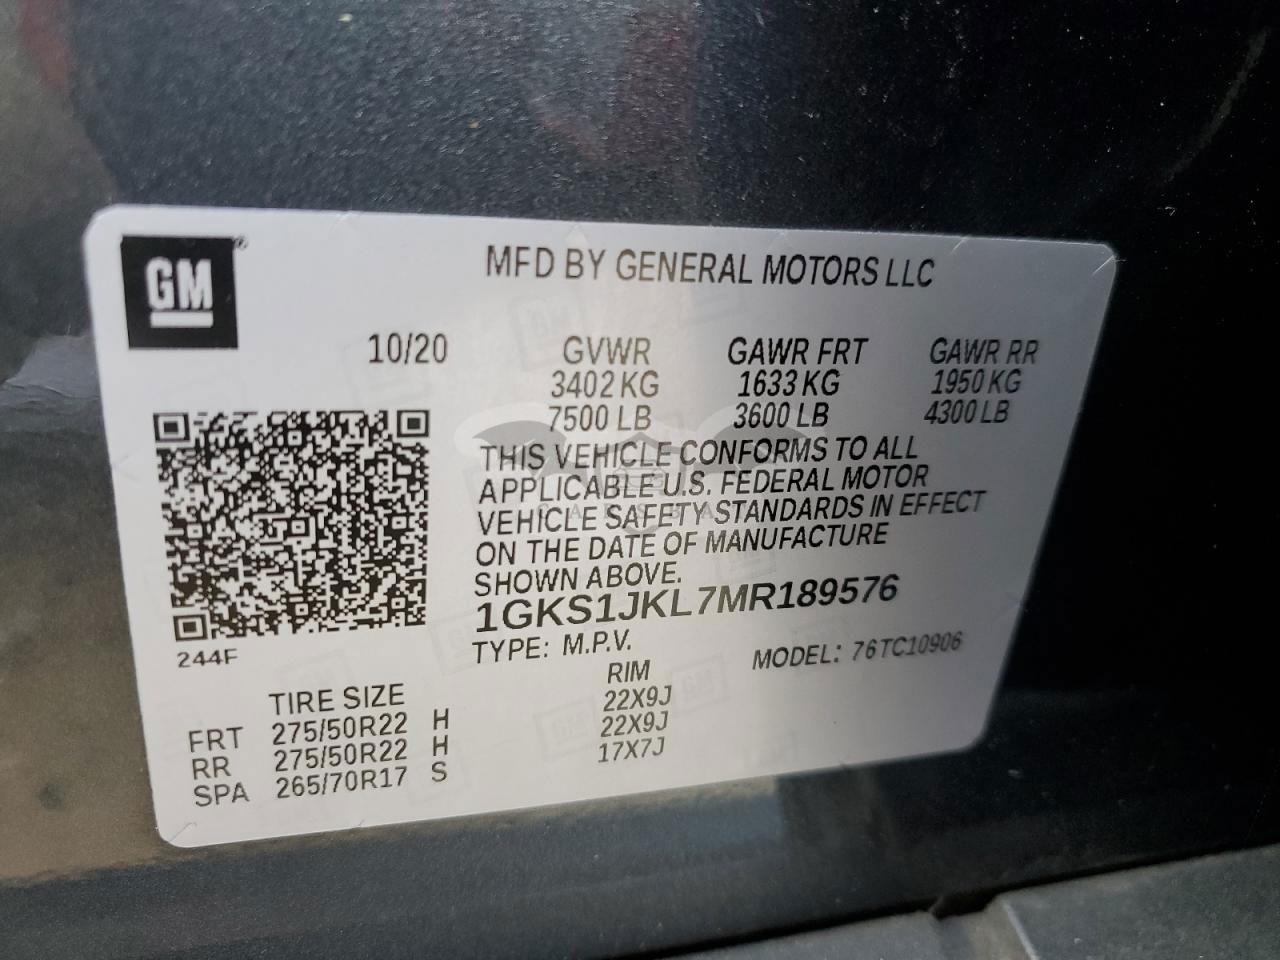 GM®
MFD BY GENERAL MOTORS LLC
10/20 GVWR GAWR FRT GAWR RR
3402 KG 1633 KG 1950 KG
7500 LB 3600 LB 4300 LB
THIS VEHICLE CONFORMS TO ALL
APPLICABLE U.S. FEDERAL MOTOR
VEHICLE SAFETY STANDARDS IN EFFECT
ON THE DATE OF MANUFACTURE
SHOWN ABOVE.
1GKS1JKL7MR189576
TYPE: M.P.V. MODEL: 76TC10906
244F
TIRE SIZE RIM
FRT 275/50R22 H 22X9J
RR 275/50R22 H 22X9J
SPA 265/70R17 S 17X7J